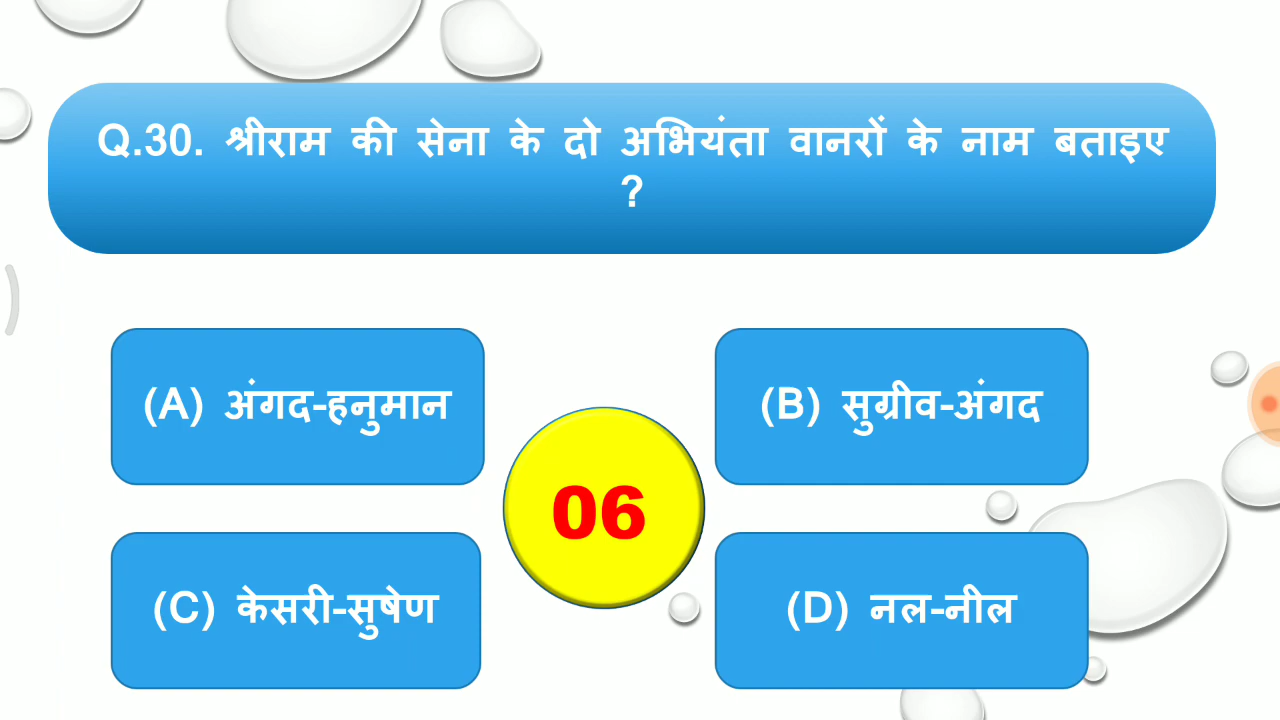 Q.30. श्रीराम की सेना के दो अभियंता वानरों के नाम बताइए
?
(A) अंगद-हनुमान
(B) सुग्रीव-अंगद
06
(C) केसरी-सुषेण
(D) नल-नील